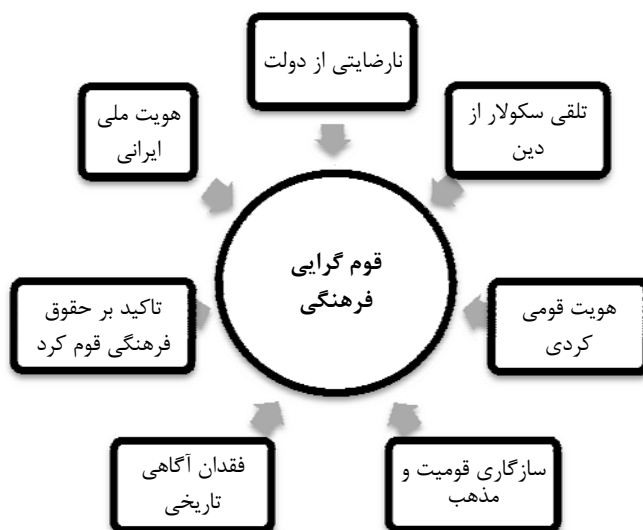 نارضایتی از دولت
تلقی سکولار از
دین
هویت ملی
ایرانی
قوم گرایی
فرهنگی
هویت قومی
کردی
تاکید بر حقوق
فرهنگی قوم کرد
سازگاری قومیت و
مذهب
فقدان آگاهی
تاریخی